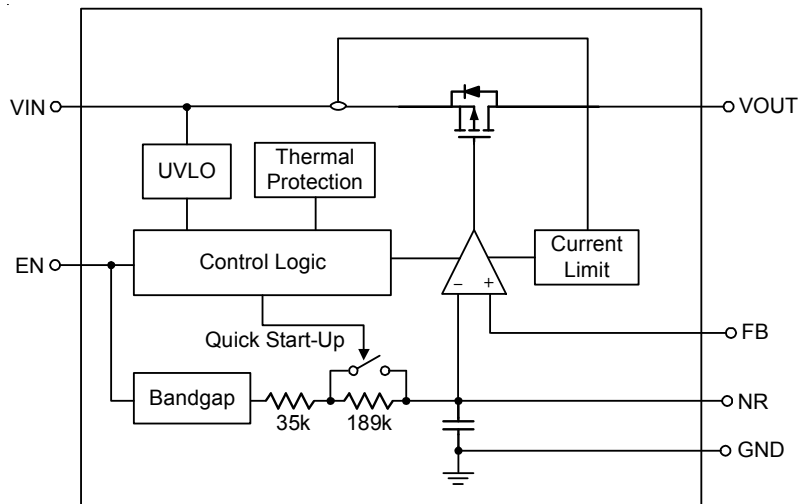 VIN
VOUT
UVLO
Thermal
Protection
EN
Control Logic
Current
Limit
− +
Quick Start-Up
FB
Bandgap
35k
189k
NR
GND